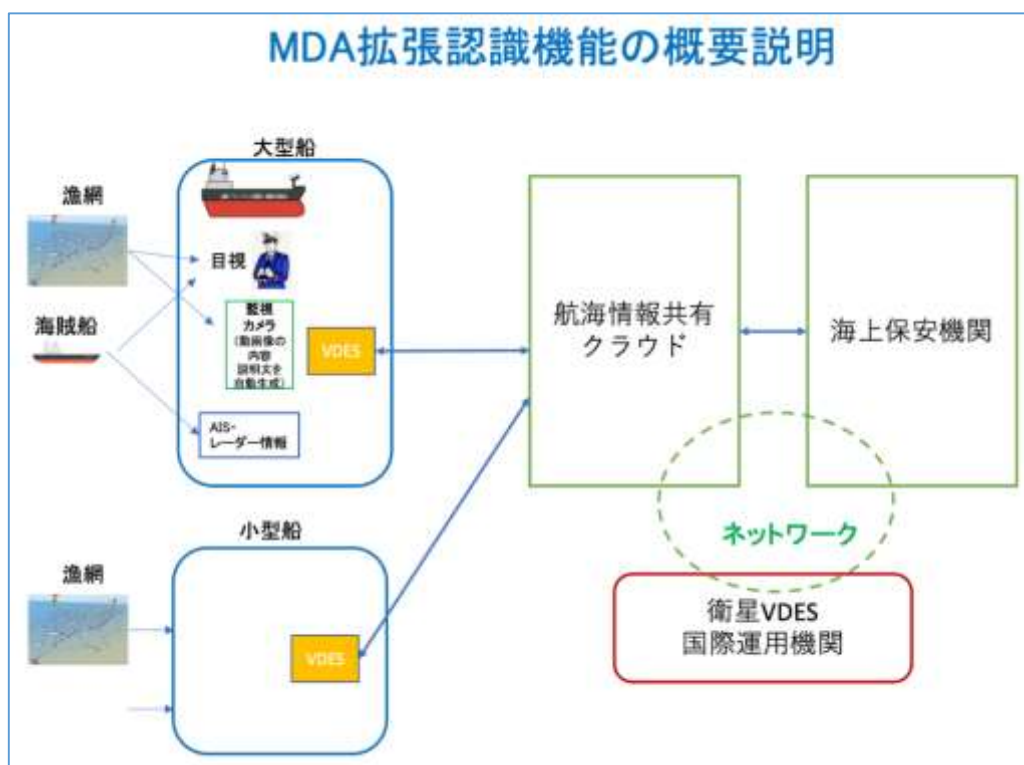 MDA拡張認識機能の概要説明
大型船
漁網
目視
海賊船
監視
カメラ
(動画像の
内容
説明文を
自動生成)
VDES
AIS・
レーダー情報
航海情報共有
クラウド
海上保安機関
小型船
漁網
VDES
ネットワーク
衛星VDES
国際運用機関